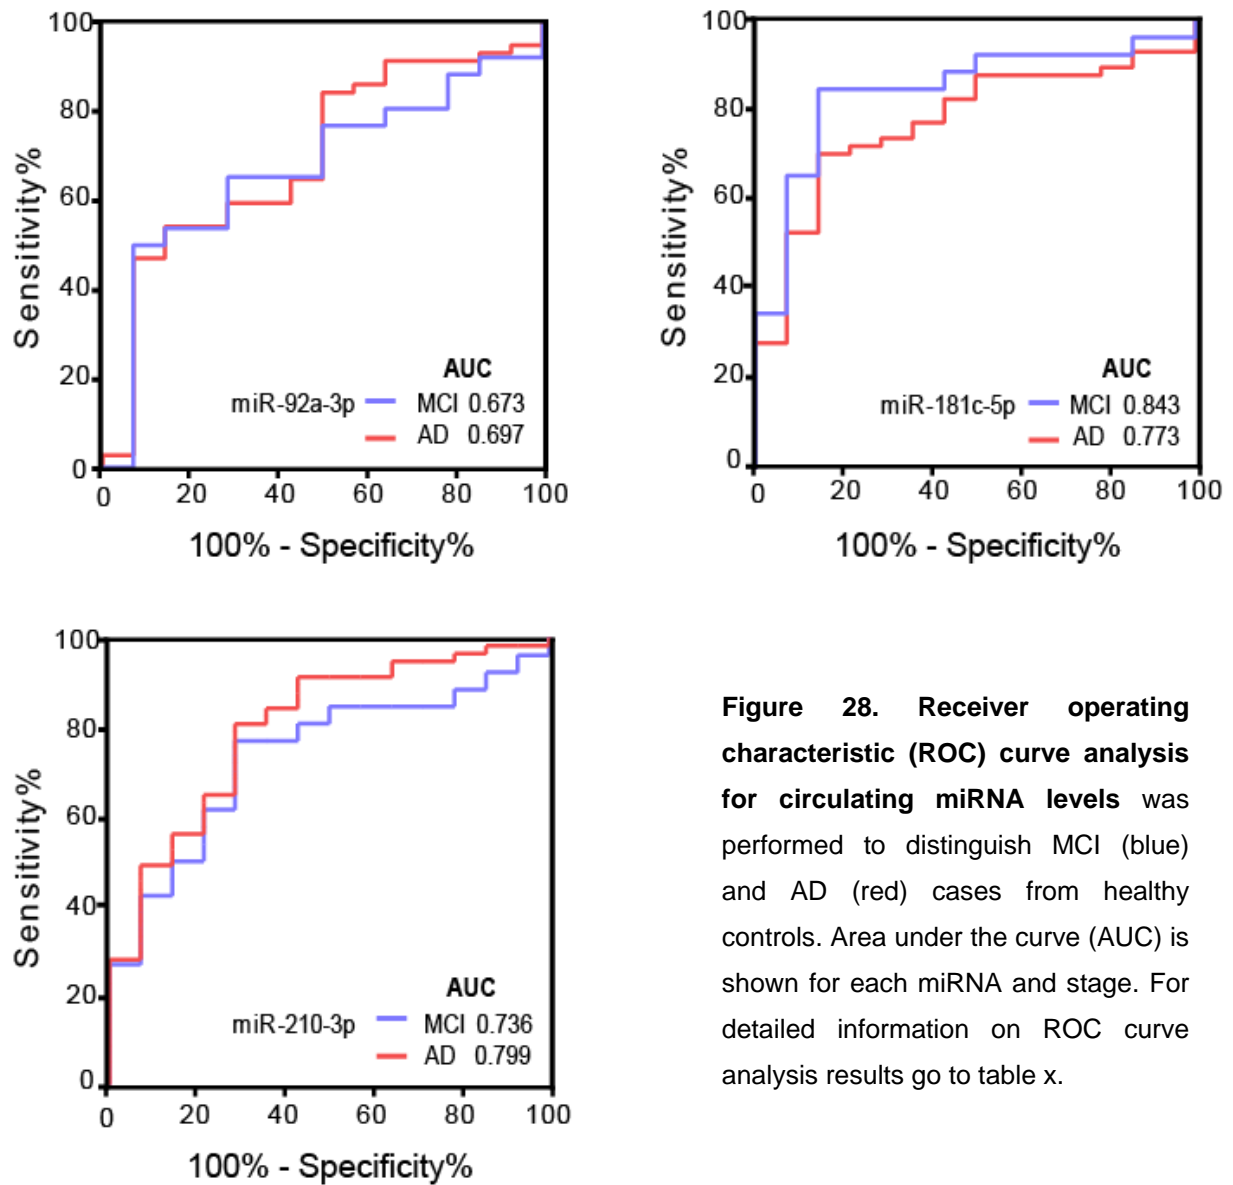 100
80
60
40
20
0
0 20 40 60 80 100
Sensitivity%
100% - Specificity%
AUC
miR-92a-3p MCI 0.673
AD 0.697
100
80
60
40
20
0
0 20 40 60 80 100
Sensitivity%
100% - Specificity%
AUC
miR-181c-5p MCI 0.843
AD 0.773
100
80
60
40
20
0
0 20 40 60 80 100
Sensitivity%
100% - Specificity%
AUC
miR-210-3p MCI 0.736
AD 0.799
Figure 28. Receiver operating
characteristic (ROC) curve analysis
for circulating miRNA levels was
performed to distinguish MCI (blue)
and AD (red) cases from healthy
controls. Area under the curve (AUC) is
shown for each miRNA and stage. For
detailed information on ROC curve
analysis results go to table x.